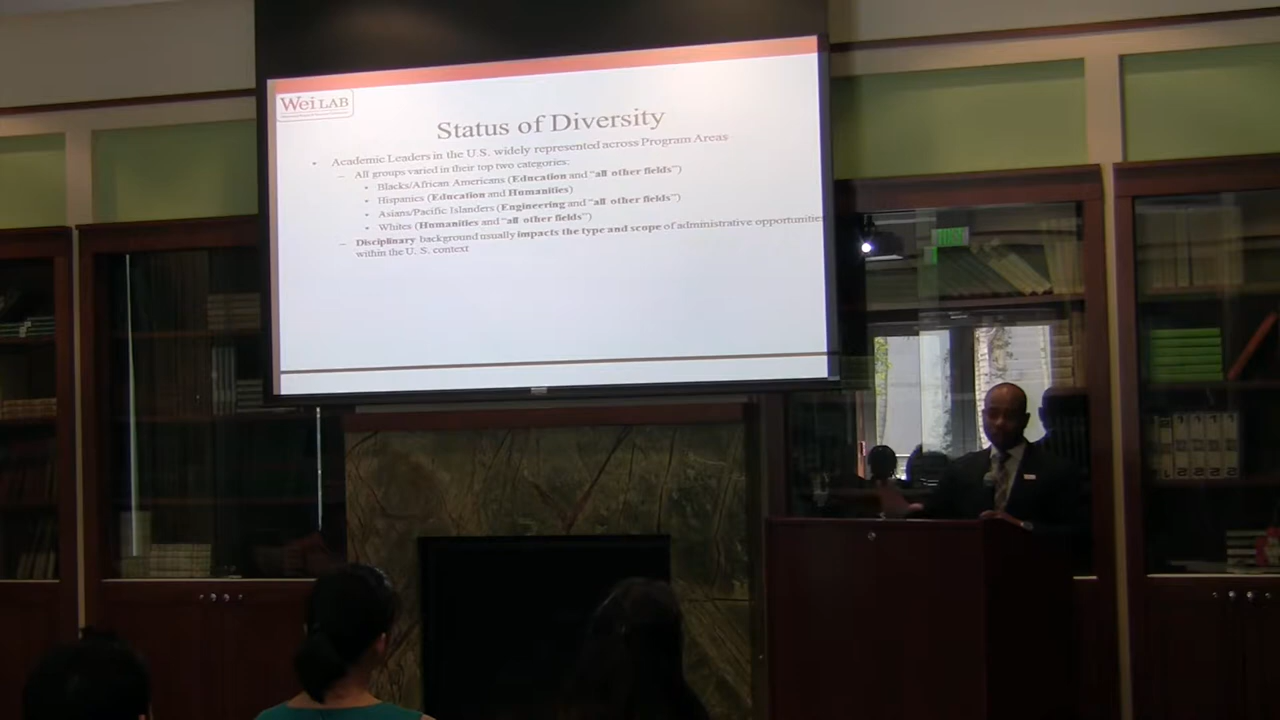 Wei LAB
Status of Diversity
• Academic Leaders in the U.S. widely represented across Program Areas
– All groups varied in their top two categories:
• Blacks/African Americans (Education and “all other fields”)
• Hispanics (Education and Humanities)
• Asians/Pacific Islanders (Engineering and “all other fields”)
• Whites (Humanities and “all other fields”)
– Disciplinary background usually impacts the type and scope of administrative opportunities
within the U. S. context